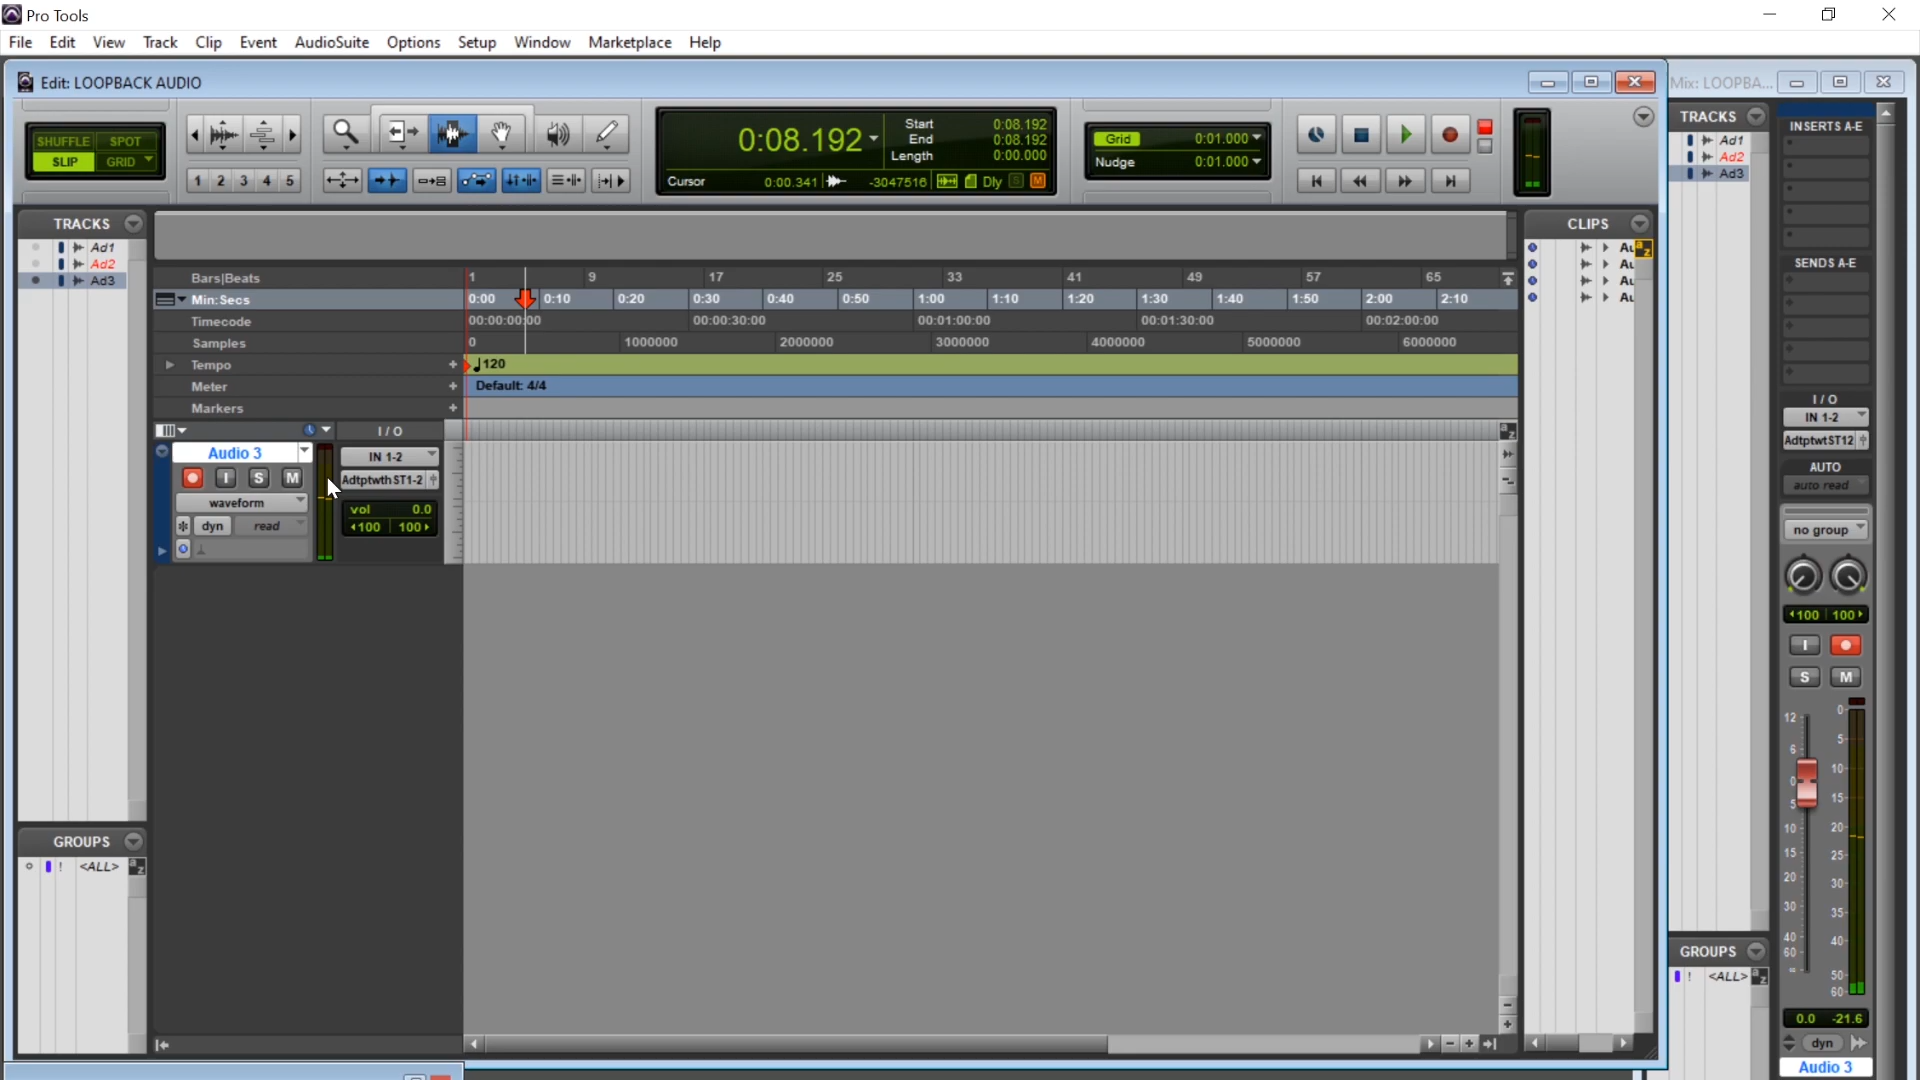 Pro Tools
File Edit View Track Clip Event AudioSuite Options Setup Window Marketplace Help
Edit: LOOPBACK AUDIO
Mix: LOOPBA...
SHUFFLE SPOT
SLIP GRID
1 2 3 4 5
0:08.192
Start 0:08.192
End 0:08.192
Length 0:00.000
Cursor 0:00.341 -3047516 Dly S M
Grid 0:01.000
Nudge 0:01.000
TRACKS
Ad1
Ad2
Ad3
GROUPS
! <ALL> a z
Bars|Beats 1 9 17 25 33 41 49 57 65
Min:Secs 0:00 0:10 0:20 0:30 0:40 0:50 1:00 1:10 1:20 1:30 1:40 1:50 2:00 2:10
Timecode 00:00:00:00 00:00:30:00 00:01:00:00 00:01:30:00 00:02:00:00
Samples 0 1000000 2000000 3000000 4000000 5000000 6000000
Tempo + 120
Meter + Default: 4/4
Markers +
I / O
a z
Audio 3
I S M
waveform
dyn read
IN 1-2
Adtptwth ST1-2
vol 0.0
100 100
CLIPS
Au a z
Au
Au
Au
TRACKS
Ad1
Ad2
Ad3
GROUPS
! <ALL> a z
INSERTS A-E
SENDS A-E
I / O
IN 1-2
AdtptwtST12
AUTO
auto read
no group
100 100
I
S M
12 0
6 5
0 10
5 15
10 20
15 25
20 30
30 35
40 40
60 50
∞ 60
0.0 -21.6
dyn
Audio 3